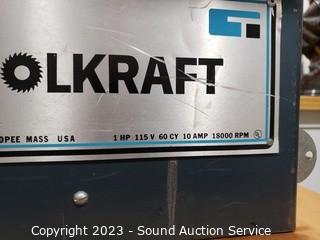 OLKRAFT
OPEE MASS USA 1 HP 115 V 60 CY 10 AMP 18000 RPM
Copyright 2023 - Sound Auction Service